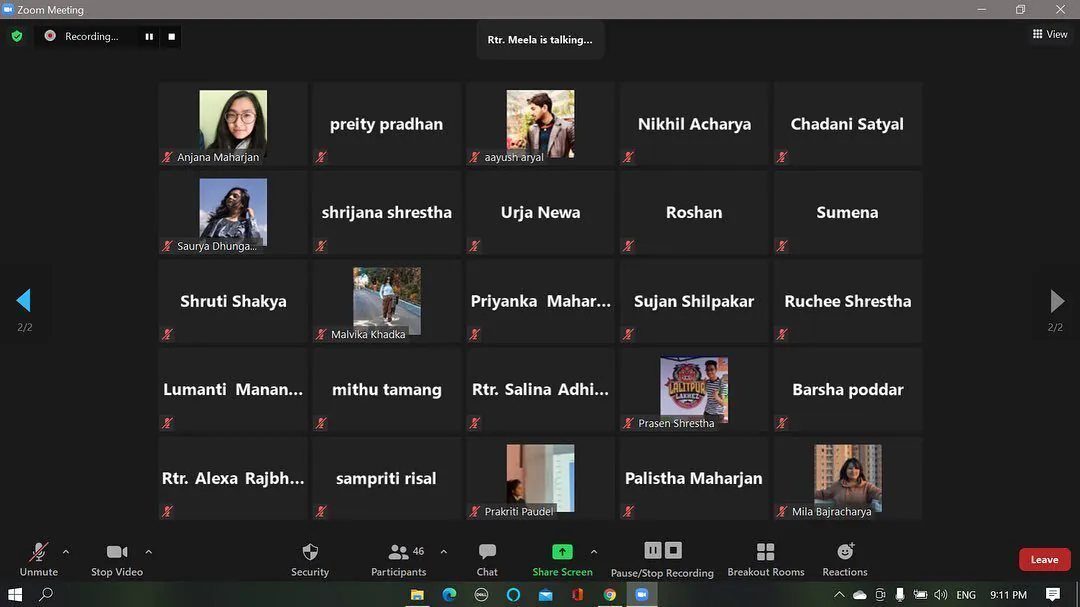 Zoom Meeting
Recording...
Rtr. Meela is talking...
View
Anjana Maharjan
preity pradhan
aayush aryal
Nikhil Acharya
Chadani Satyal
Saurya Dhunga...
shrijana shrestha
Urja Newa
Roshan
Sumena
2/2
2/2
Shruti Shakya
Malvika Khadka
Priyanka Mahar...
Sujan Shilpakar
Ruchee Shrestha
Lumanti Manan...
mithu tamang
Rtr. Salina Adhi...
LALITPUR
LAKHEZ
Prasen Shrestha
Barsha poddar
Rtr. Alexa Rajbh...
sampriti risal
Prakriti Paudel
Palistha Maharjan
Mila Bajracharya
Unmute
Stop Video
Security
46
Participants
Chat
Share Screen
Pause/Stop Recording
Breakout Rooms
Reactions
Leave
DELL
ENG
9:11 PM